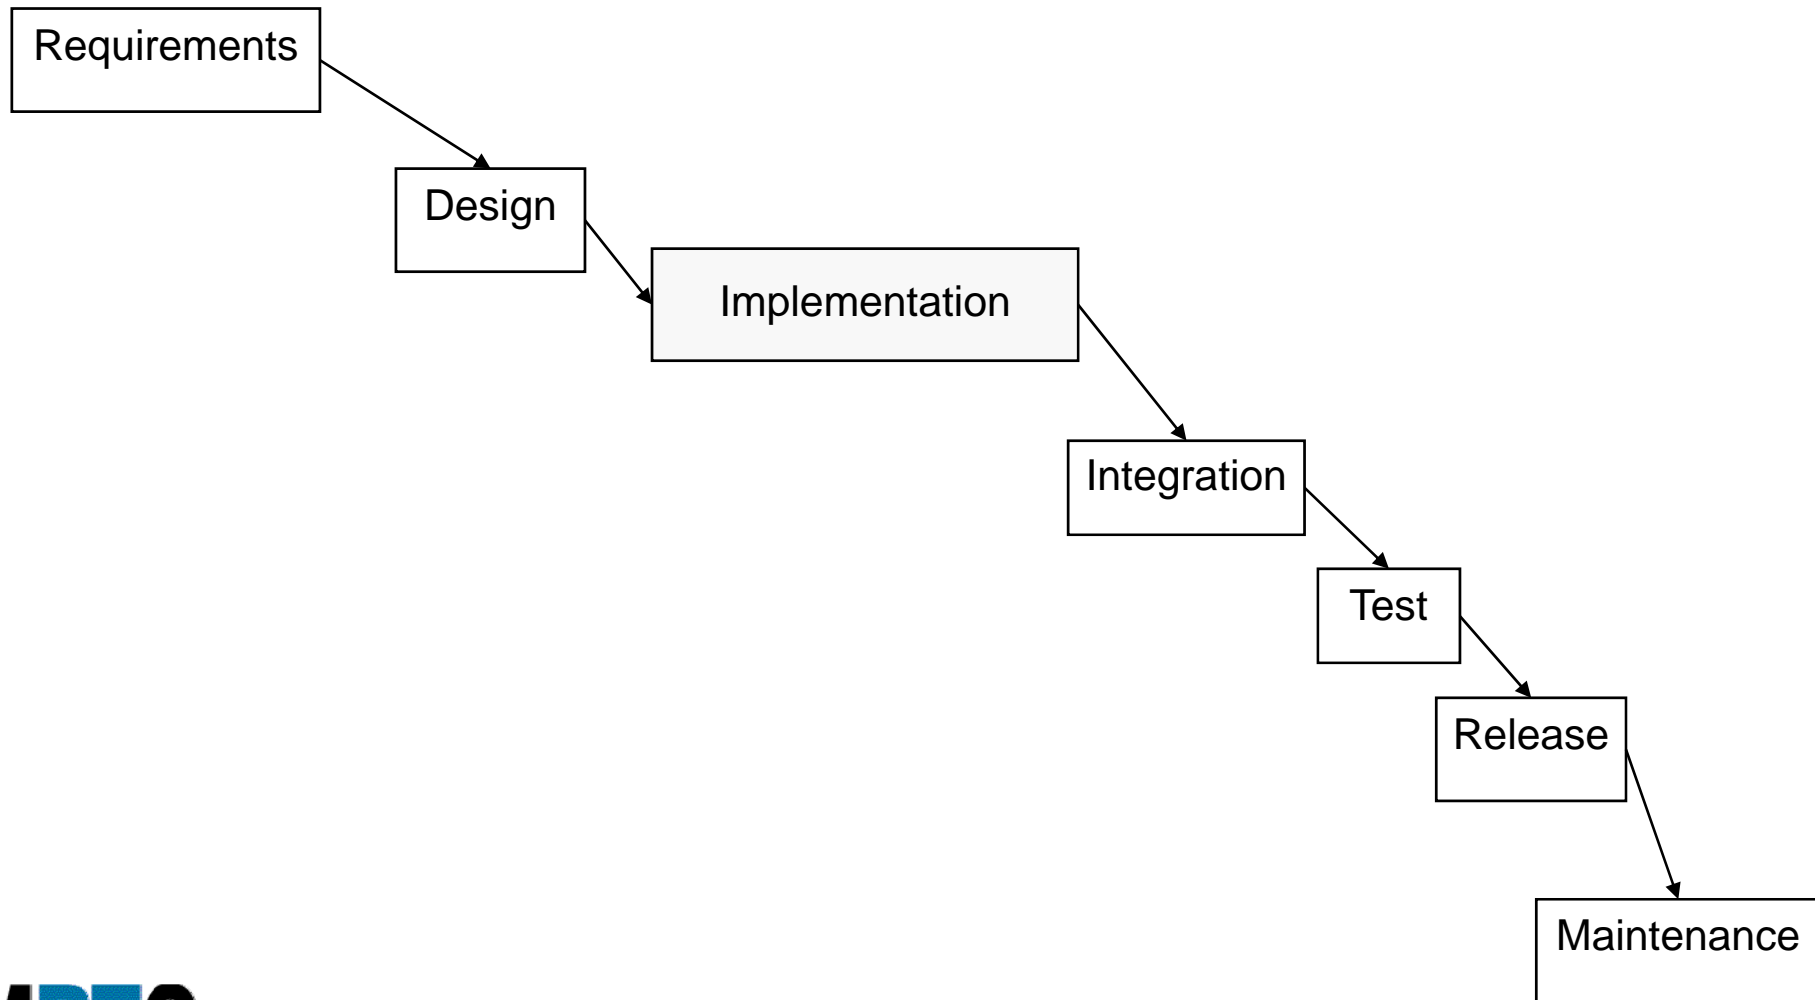 Requirements
Design
Implementation
Integration
Test
Release
Maintenance